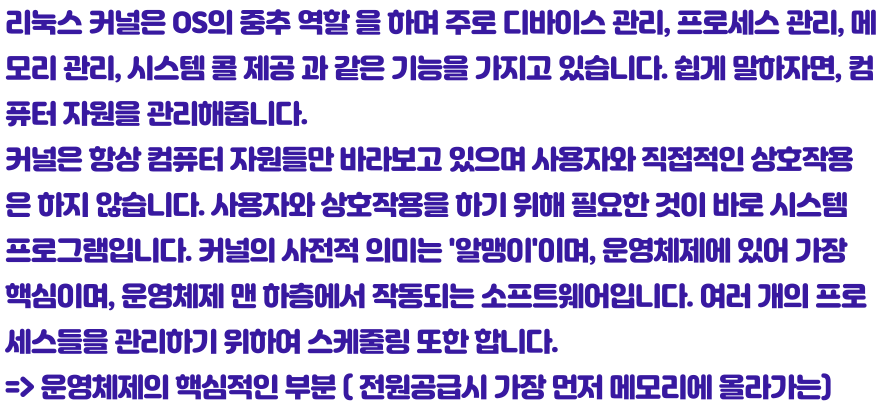 리눅스 커널은 OS의 중추 역할 을 하며 주로 디바이스 관리, 프로세스 관리, 메
모리 관리, 시스템 콜 제공 과 같은 기능을 가지고 있습니다. 쉽게 말하자면, 컴
퓨터 자원을 관리해줍니다.
커널은 항상 컴퓨터 자원들만 바라보고 있으며 사용자와 직접적인 상호작용
은 하지 않습니다. 사용자와 상호작용을 하기 위해 필요한 것이 바로 시스템
프로그램입니다. 커널의 사전적 의미는 '알맹이'이며, 운영체제에 있어 가장
핵심이며, 운영체제 맨 하층에서 작동되는 소프트웨어입니다. 여러 개의 프로
세스들을 관리하기 위하여 스케줄링 또한 합니다.
=> 운영체제의 핵심적인 부분 ( 전원공급시 가장 먼저 메모리에 올라가는)